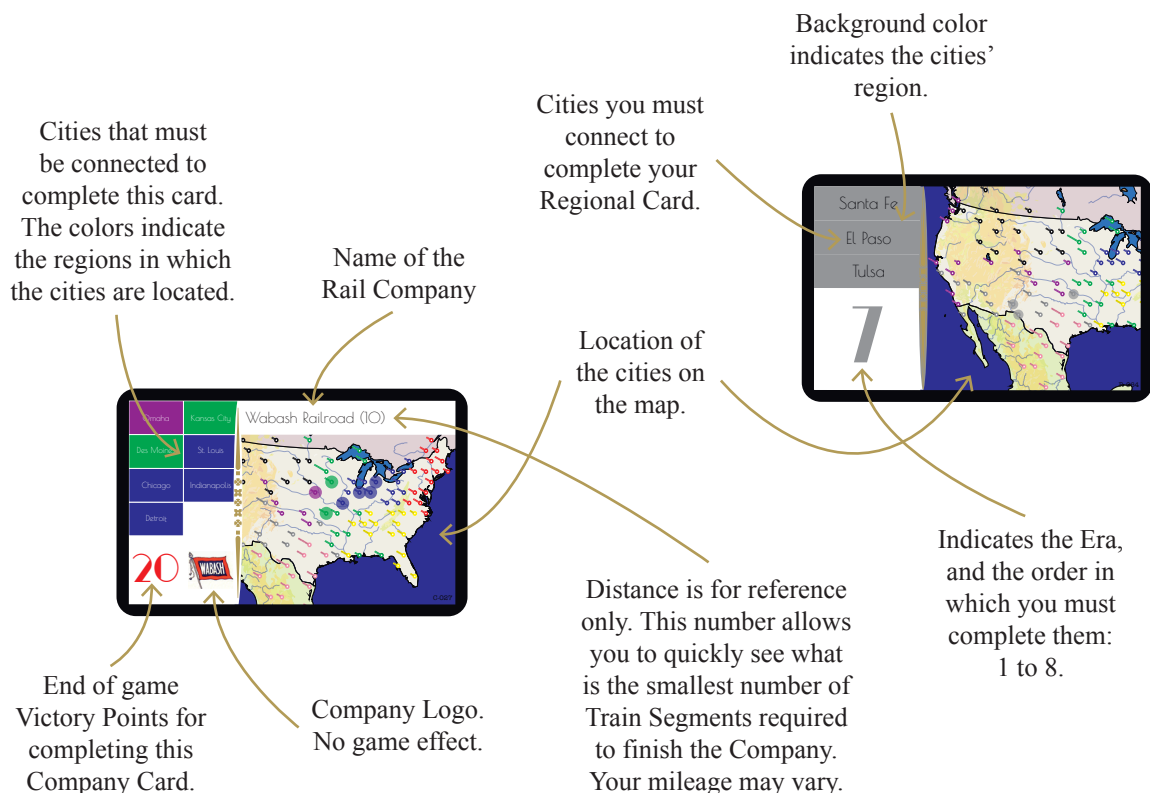 Background color
indicates the cities’
region.
Cities you must
connect to
complete your
Regional Card.
Cities that must
be connected to
complete this card.
The colors indicate
the regions in which
the cities are located.
Name of the
Rail Company
Location of
the cities on
the map.
Santa Fe
El Paso
Tulsa
7
Omaha
Kansas City
Wabash Railroad (10)
Des Moines
St. Louis
Chicago
Indianapolis
Detroit
20
WABASH
Indicates the Era,
and the order in
which you must
complete them:
1 to 8.
Distance is for reference
only. This number allows
you to quickly see what
is the smallest number of
Train Segments required
to finish the Company.
Your mileage may vary.
End of game
Victory Points for
completing this
Company Card.
Company Logo.
No game effect.